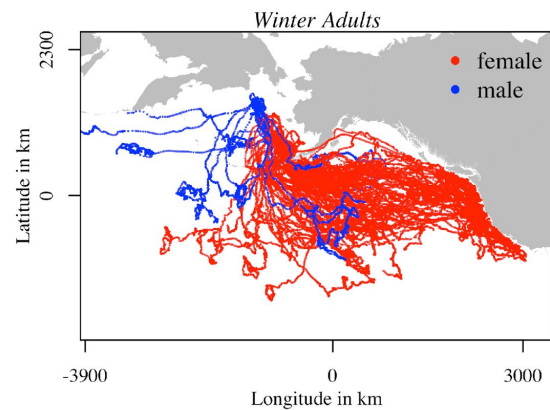 Winter Adults
female
male
2300
0
Latitude in km
-3900
0
3000
Longitude in km